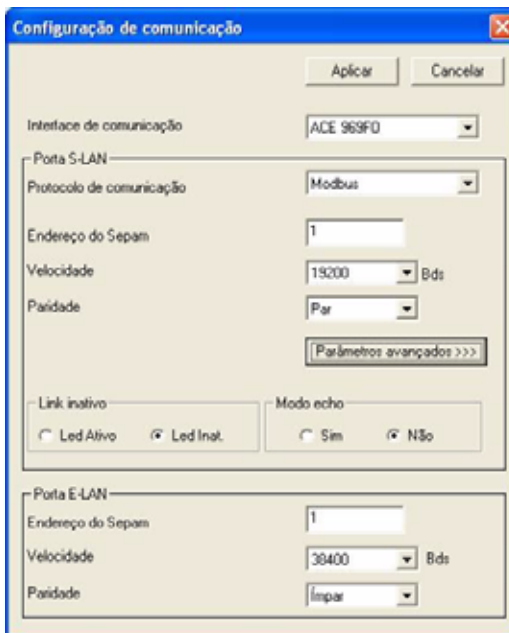 Configuração de comunicação
Aplicar Cancelar
Interface de comunicação ACE 969FO
Porta S-LAN
Protocolo de comunicação Modbus
Endereço do Sepam 1
Velocidade 19200 Bds
Paridade Par
Parâmetros avançados >>>
Link inativo Modo echo
Led Ativo Led Inat. Sim Não
Porta E-LAN
Endereço do Sepam 1
Velocidade 38400 Bds
Paridade Ímpar